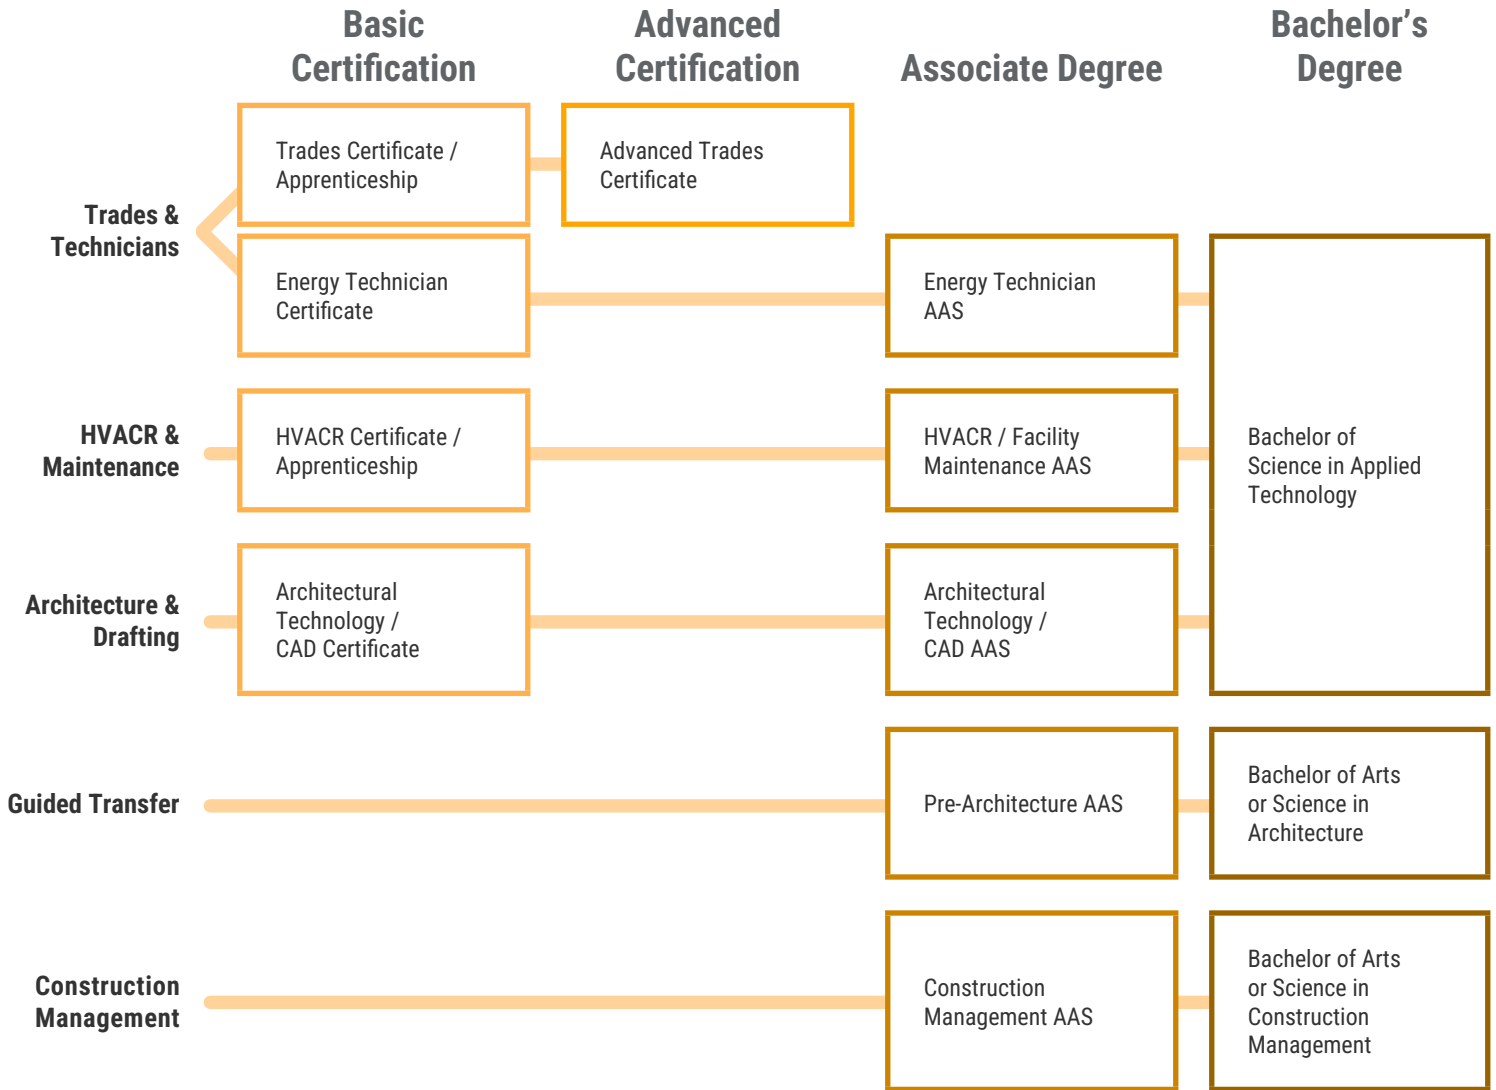 Basic
Certification
Advanced
Certification
Associate Degree
Bachelor’s
Degree
Trades &
Technicians
Trades Certificate /
Apprenticeship
Advanced Trades
Certificate
Energy Technician
Certificate
Energy Technician
AAS
HVACR &
Maintenance
HVACR Certificate /
Apprenticeship
HVACR / Facility
Maintenance AAS
Bachelor of
Science in Applied
Technology
Architecture &
Drafting
Architectural
Technology /
CAD Certificate
Architectural
Technology /
CAD AAS
Guided Transfer
Pre-Architecture AAS
Bachelor of Arts
or Science in
Architecture
Construction
Management
Construction
Management AAS
Bachelor of Arts
or Science in
Construction
Management